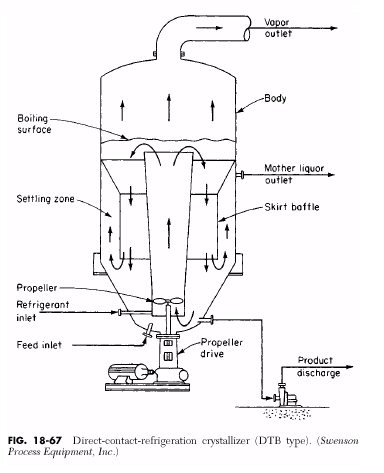 Vapor
outlet
Body
Boiling
surface
Mother liquor
outlet
Settling zone
Skirt baffle
Propeller
Refrigerant
inlet
Feed inlet
Propeller
drive
Product
discharge
FIG. 18-67 Direct-contact-refrigeration crystallizer (DTB type). (Swenson
Process Equipment, Inc.)